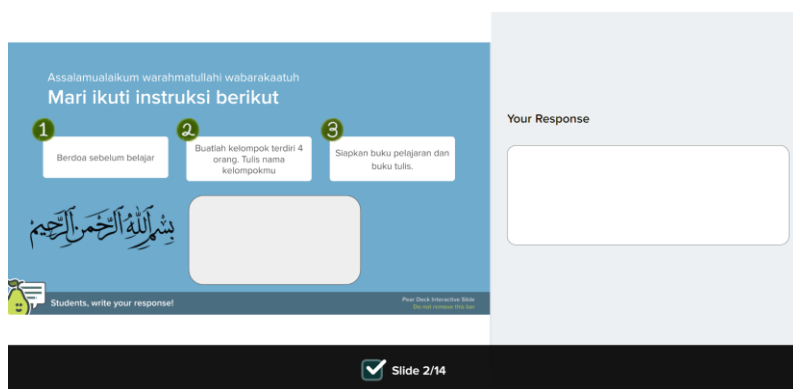 Assalamualaikum warahmatullahi wabarakaatuh
Mari ikuti instruksi berikut
1
Berdoa sebelum belajar
2
Buatlah kelompok terdiri 4
orang. Tulis nama
kelompokmu
3
Siapkan buku pelajaran dan
buku tulis.
بِسْمِ اللَّهِ الرَّحْمَنِ الرَّحِيمِ
Students, write your response!
Pear Deck Interactive Slide
Do not remove this bar
Your Response
Slide 2/14